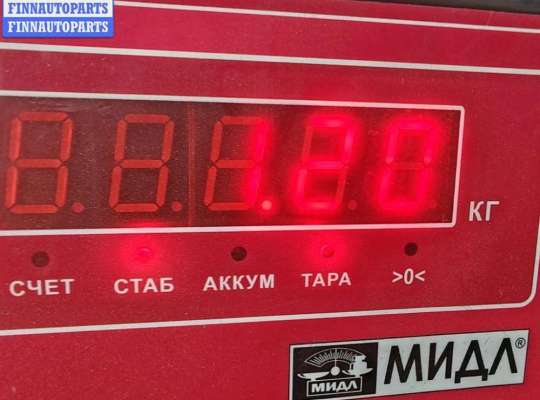 FINNAUTOPARTS
FINNAUTOPARTS
1.20
КГ
СЧЕТ СТАБ АККУМ ТАРА >0<
МИДЛ МИДЛ®